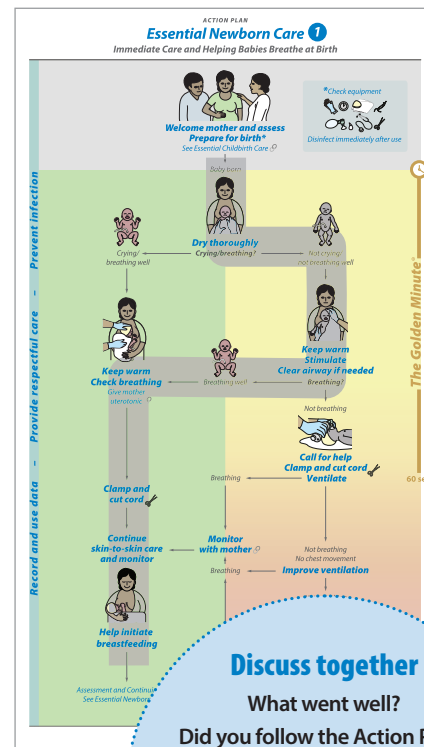 ACTION PLAN
Essential Newborn Care 1
Immediate Care and Helping Babies Breathe at Birth
Welcome mother and assess
Prepare for birth*
See Essential Childbirth Care
*Check equipment
Disinfect immediately after use
Baby born
Dry thoroughly
Crying/breathing?
Crying/
breathing well
Not crying/
not breathing well
Keep warm
Stimulate
Clear airway if needed
Breathing?
Breathing well
Keep warm
Check breathing
Give mother
uterotonic
Not breathing
Call for help
Clamp and cut cord
Ventilate
Breathing
Clamp and
cut cord
Continue
skin-to-skin care
and monitor
Monitor
with mother
Not breathing
No chest movement
Breathing
Improve ventilation
Help initiate
breastfeeding
Assessment and Continu
See Essential Newborn
Record and use data – Provide respectful care – Prevent infection
The Golden Minute®
60 se
Discuss together
What went well?
Did you follow the Action P